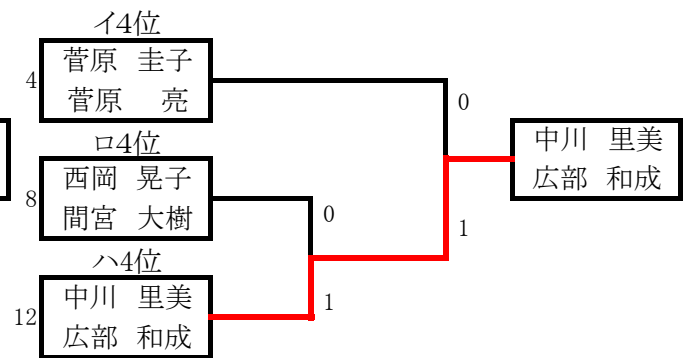 イ4位
4
菅原 圭子
菅原 亮
0
ロ4位
8
西岡 晃子
間宮 大樹
0
1
中川 里美
広部 和成
ハ4位
12
中川 里美
広部 和成
1